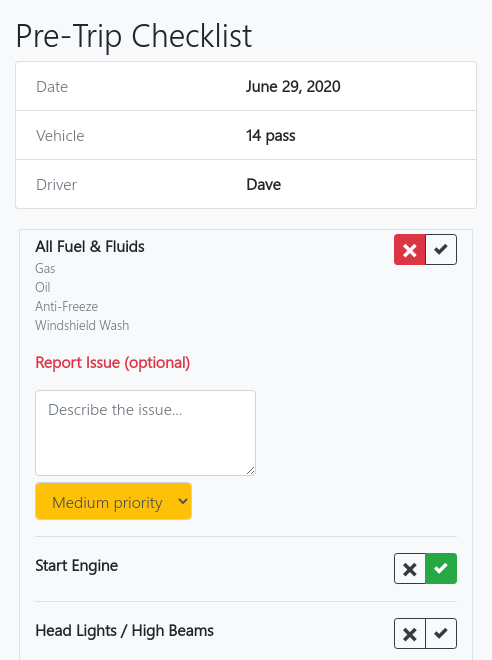 Pre-Trip Checklist
Date June 29, 2020
Vehicle 14 pass
Driver Dave
All Fuel & Fluids
Gas
Oil
Anti-Freeze
Windshield Wash
Report Issue (optional)
Describe the issue...
Medium priority
Start Engine
Head Lights / High Beams